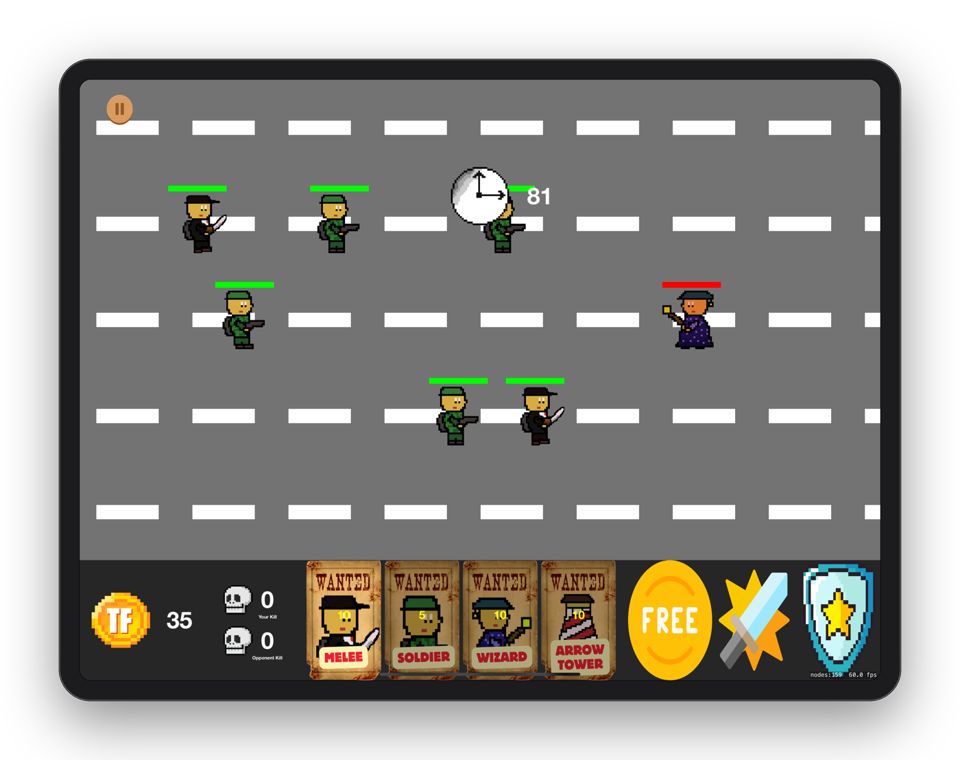 81
TF
35
0
Your Kill
0
Opponent Kill
WANTED
10
MELEE
WANTED
5
SOLDIER
WANTED
10
WIZARD
WANTED
10
ARROW
TOWER
FREE
nodes:159 60.0 fps